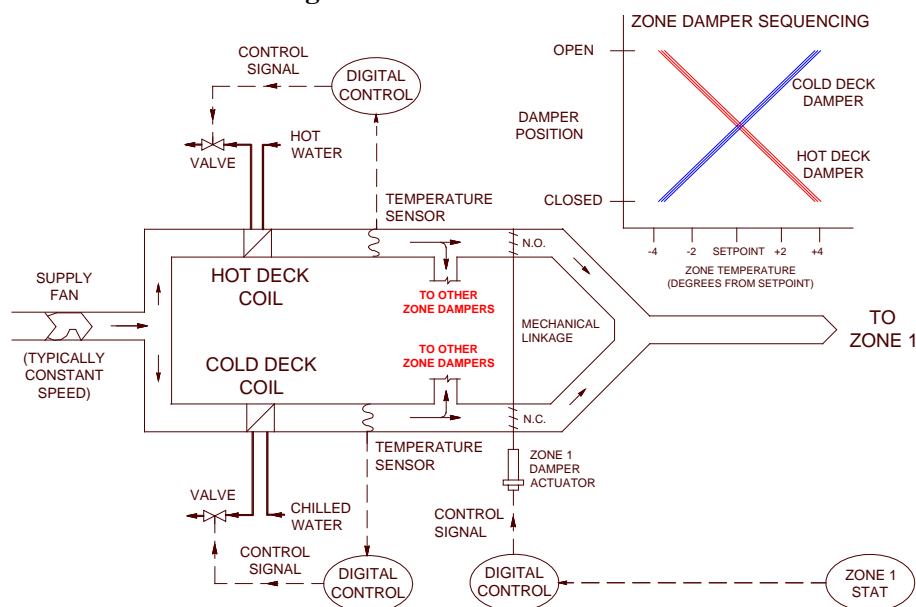 ZONE DAMPER SEQUENCING
OPEN
DAMPER
POSITION
CLOSED
COLD DECK
DAMPER
HOT DECK
DAMPER
-4
-2
SETPOINT
+2
+4
ZONE TEMPERATURE
(DEGREES FROM SETPOINT)
CONTROL
SIGNAL
DIGITAL
CONTROL
VALVE
HOT
WATER
TEMPERATURE
SENSOR
N.O.
SUPPLY
FAN
(TYPICALLY
CONSTANT
SPEED)
HOT DECK
COIL
TO OTHER
ZONE DAMPERS
MECHANICAL
LINKAGE
TO
ZONE 1
COLD DECK
COIL
TO OTHER
ZONE DAMPERS
N.C.
TEMPERATURE
SENSOR
ZONE 1
DAMPER
ACTUATOR
VALVE
CHILLED
WATER
CONTROL
SIGNAL
CONTROL
SIGNAL
DIGITAL
CONTROL
DIGITAL
CONTROL
ZONE 1
STAT